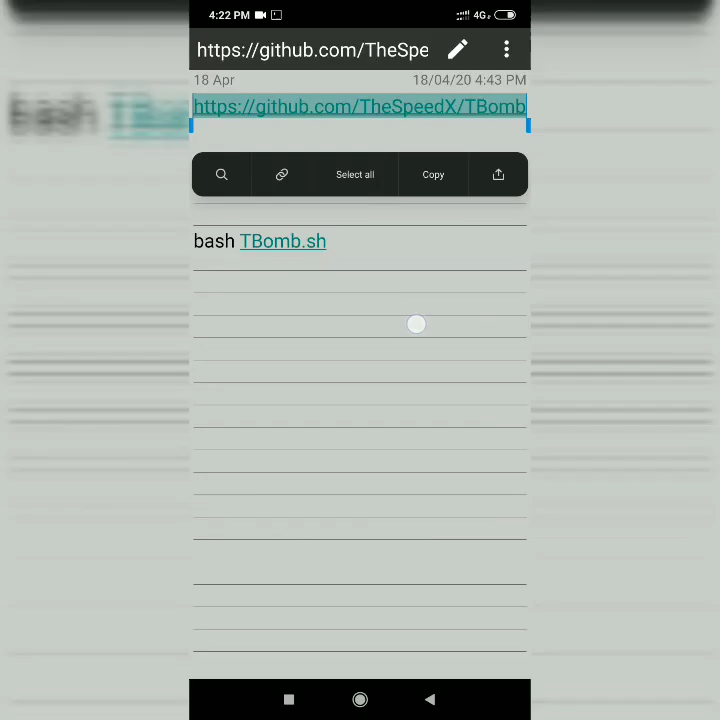 4:22 PM 4G
https://github.com/TheSpe
18 Apr 18/04/20 4:43 PM
https://github.com/TheSpeedX/TBomb
Select all Copy
bash TBomb.sh
bash